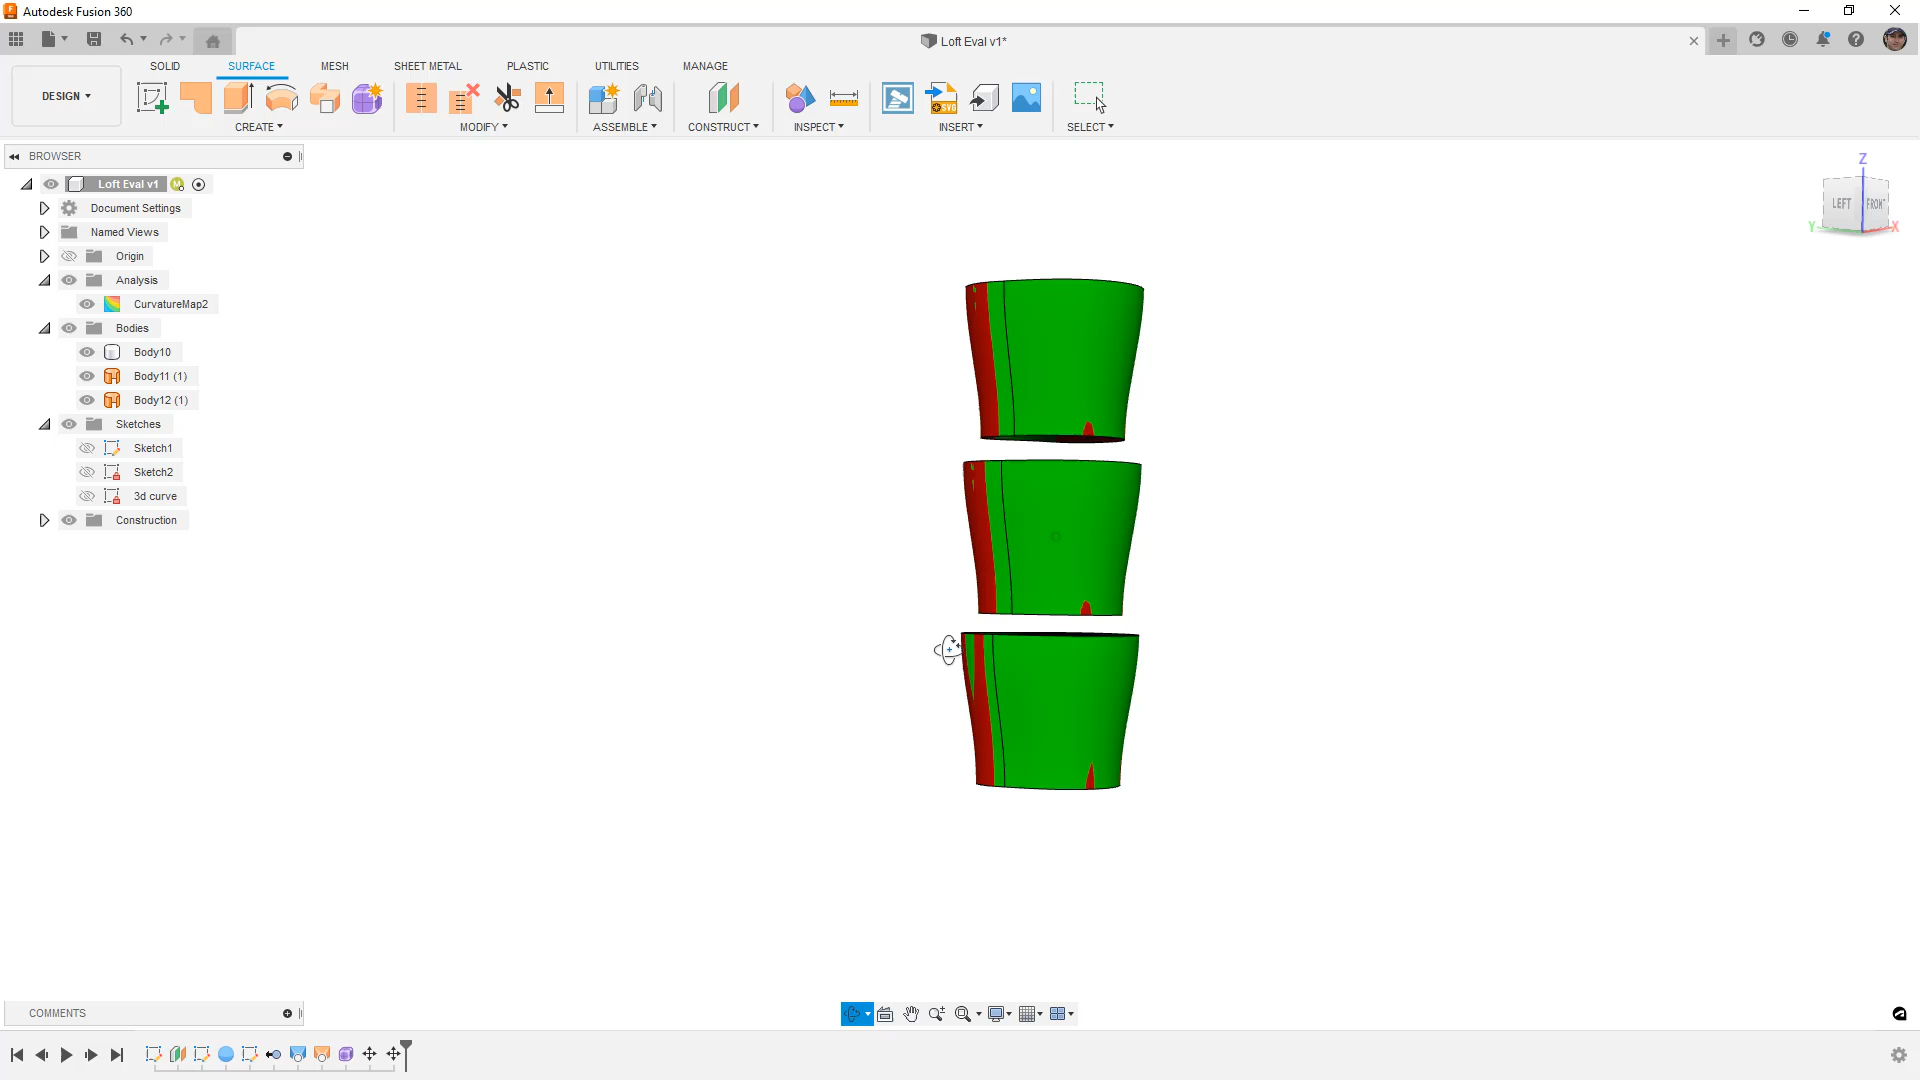 Autodesk Fusion 360
Loft Eval v1*
DESIGN
SOLID SURFACE MESH SHEET METAL PLASTIC UTILITIES MANAGE
CREATE MODIFY ASSEMBLE CONSTRUCT INSPECT INSERT SELECT
SVG
BROWSER
Loft Eval v1
Document Settings
Named Views
Origin
Analysis
CurvatureMap2
Bodies
Body10
Body11 (1)
Body12 (1)
Sketches
Sketch1
Sketch2
3d curve
Construction
Z
LEFT FRONT
Y X
COMMENTS